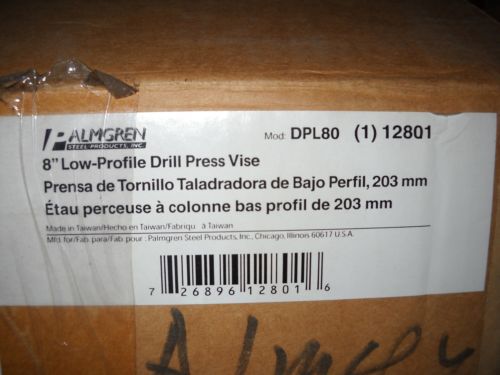 PALMGREN
STEEL PRODUCTS, INC.
Mod: DPL80 (1) 12801
8" Low-Profile Drill Press Vise
Prensa de Tornillo Taladradora de Bajo Perfil, 203 mm
Étau perceuse à colonne bas profil de 203 mm
Made in Taiwan/Hecho en Taiwan/Fabriqu à Taiwan
Mfd. for/Fab. para/Fab. pour : Palmgren Steel Products, Inc., Chicago, Illinois 60617 U.S.A.
7 26896 12801 6